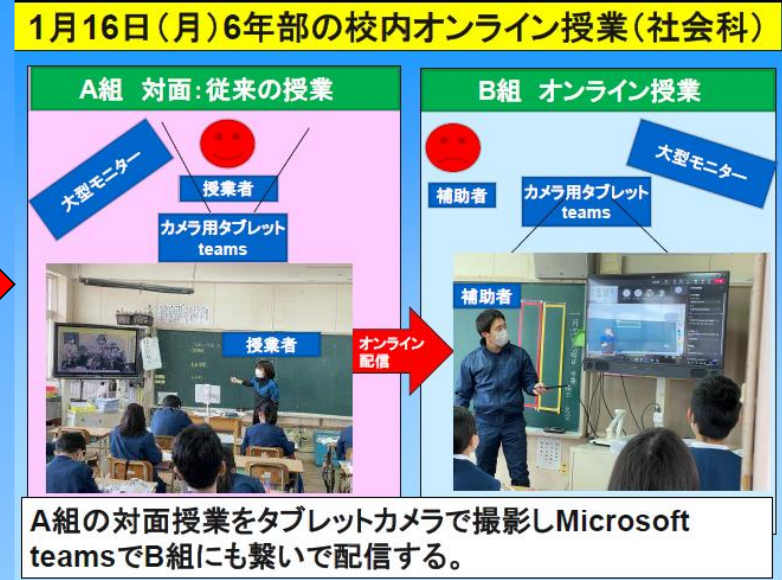 1月16日(月)6年部の校内オンライン授業(社会科)
A組 対面:従来の授業
大型モニター
授業者
カメラ用タブレット
teams
授業者
オンライン
配信
B組 オンライン授業
補助者
カメラ用タブレット
teams
大型モニター
補助者
A組の対面授業をタブレットカメラで撮影しMicrosoft
teamsでB組にも繋いで配信する。